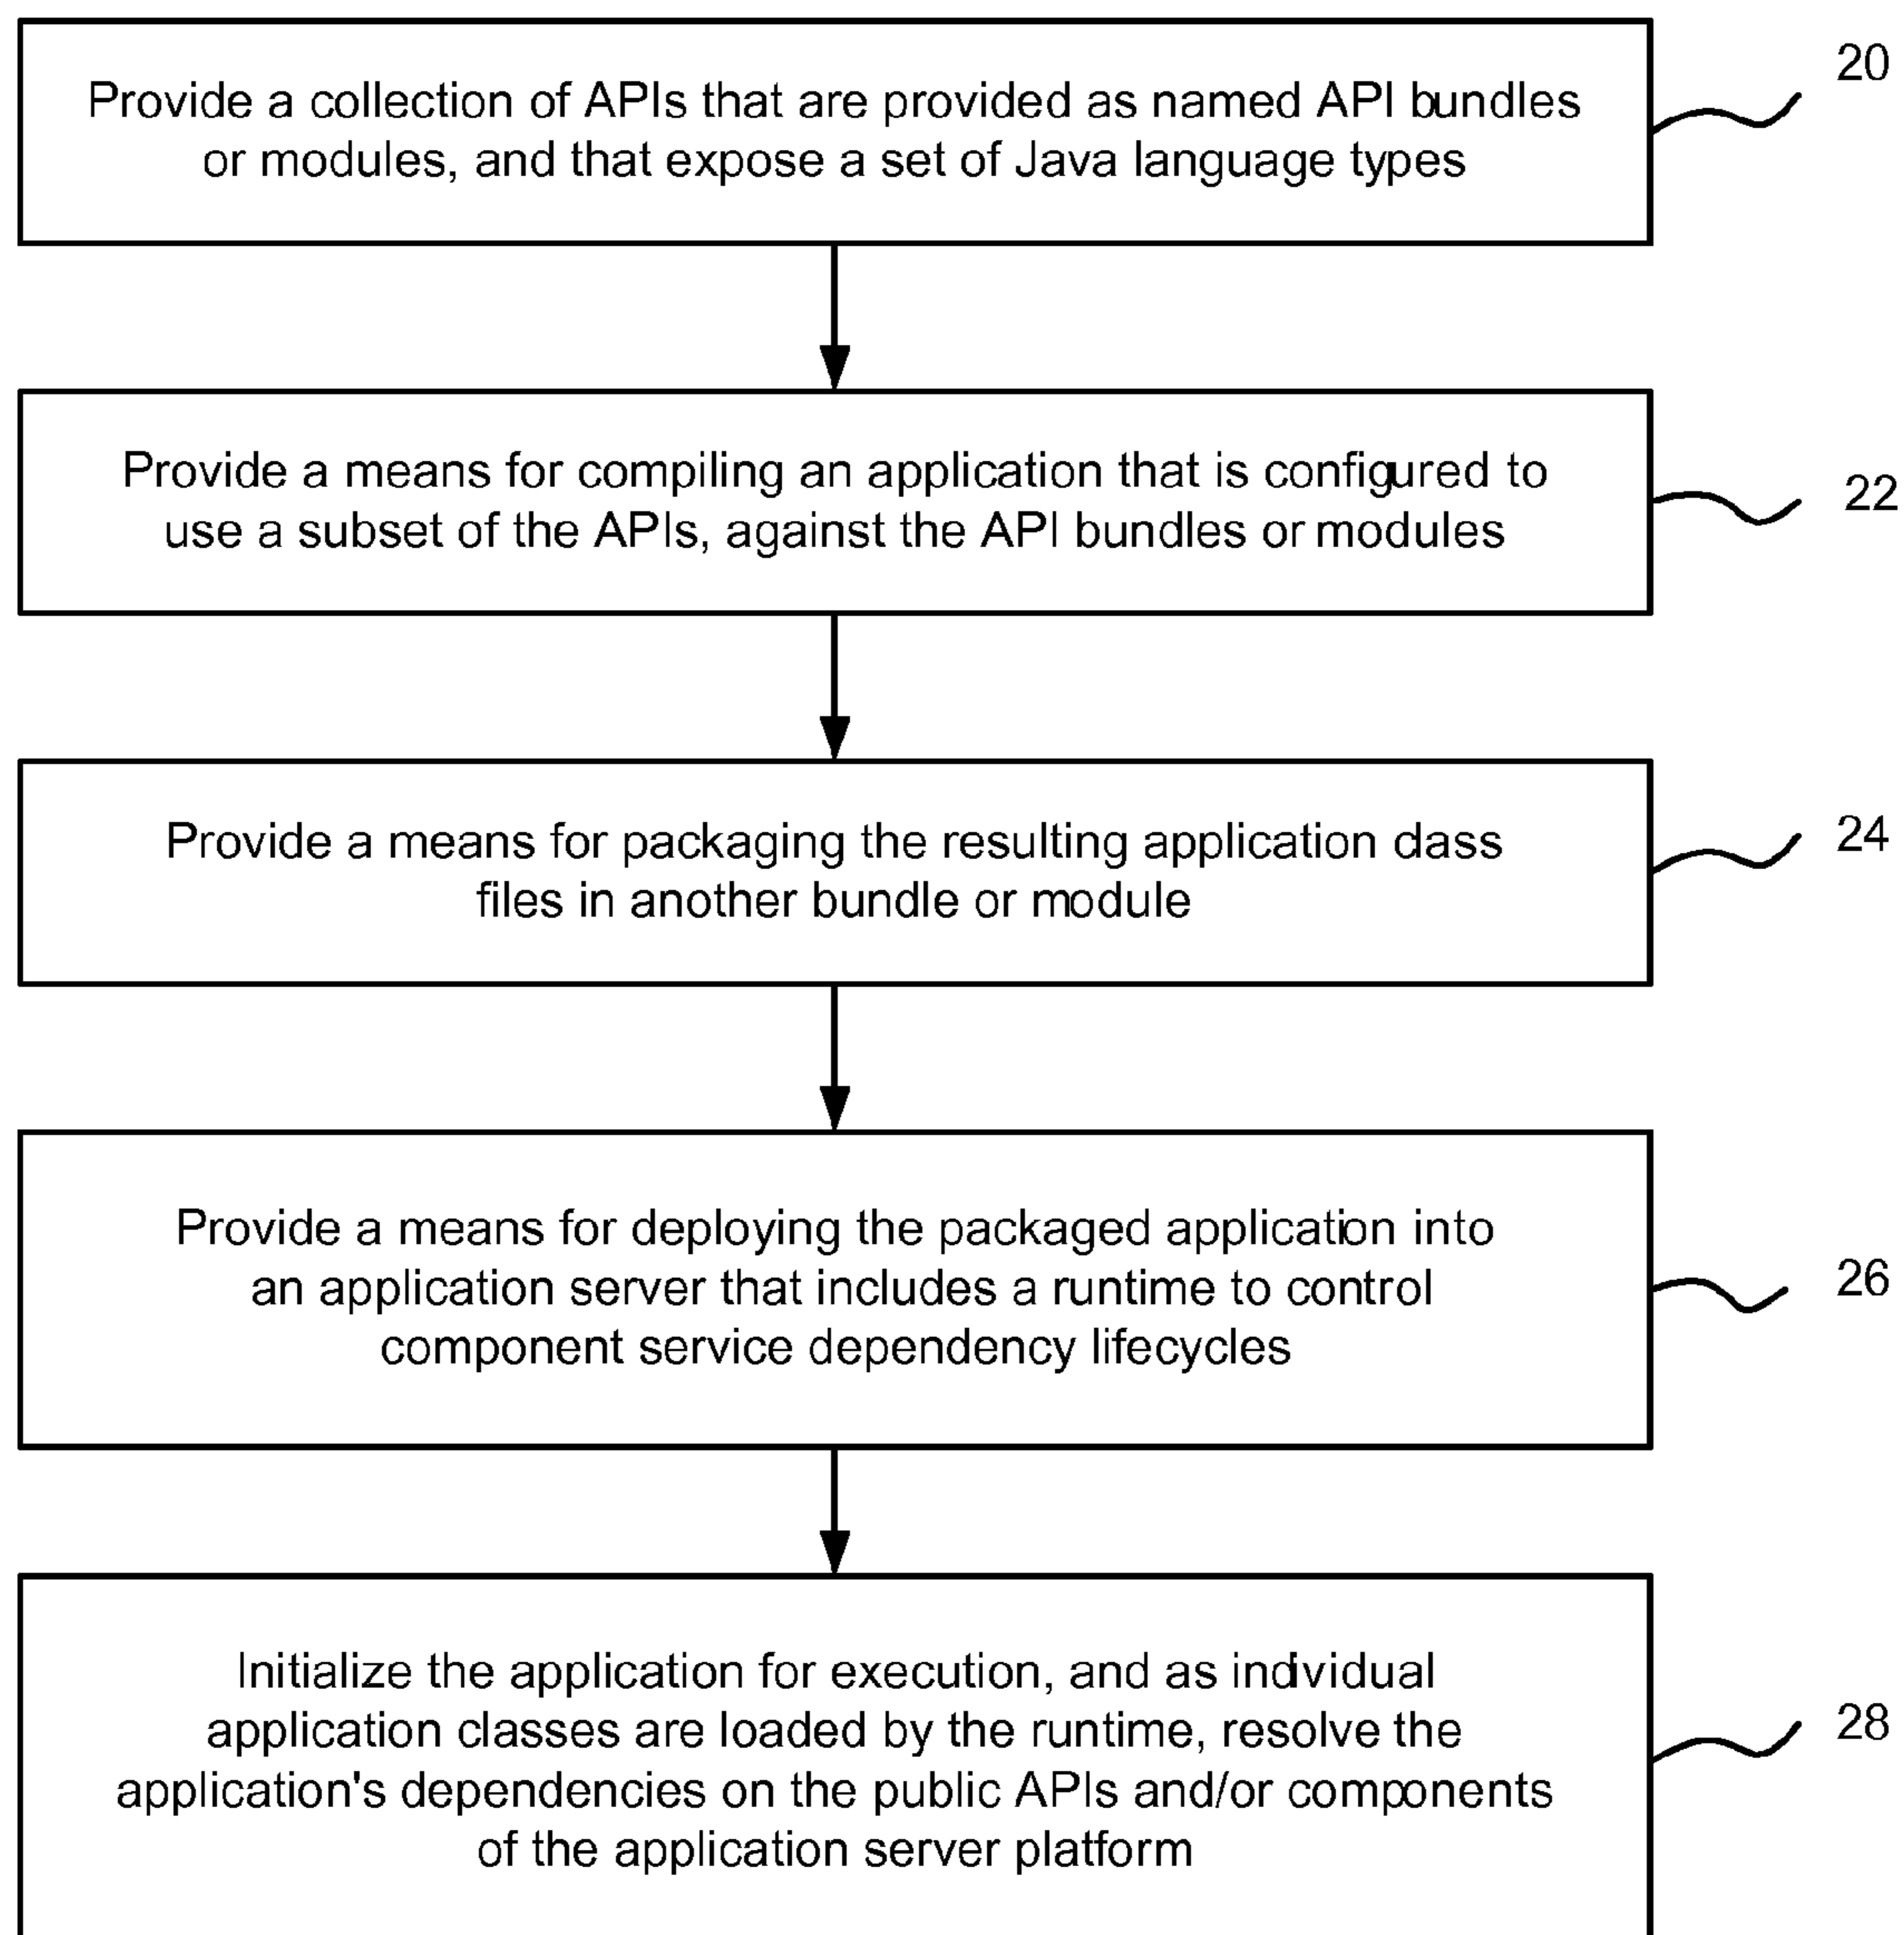 Provide a collection of APIs that are provided as named API bundles
or modules, and that expose a set of Java language types
20
Provide a means for compiling an application that is configured to
use a subset of the APIs, against the API bundles or modules
22
Provide a means for packaging the resulting application class
files in another bundle or module
24
Provide a means for deploying the packaged application into
an application server that includes a runtime to control
component service dependency lifecycles
26
Initialize the application for execution, and as individual
application classes are loaded by the runtime, resolve the
application's dependencies on the public APIs and/or components
of the application server platform
28